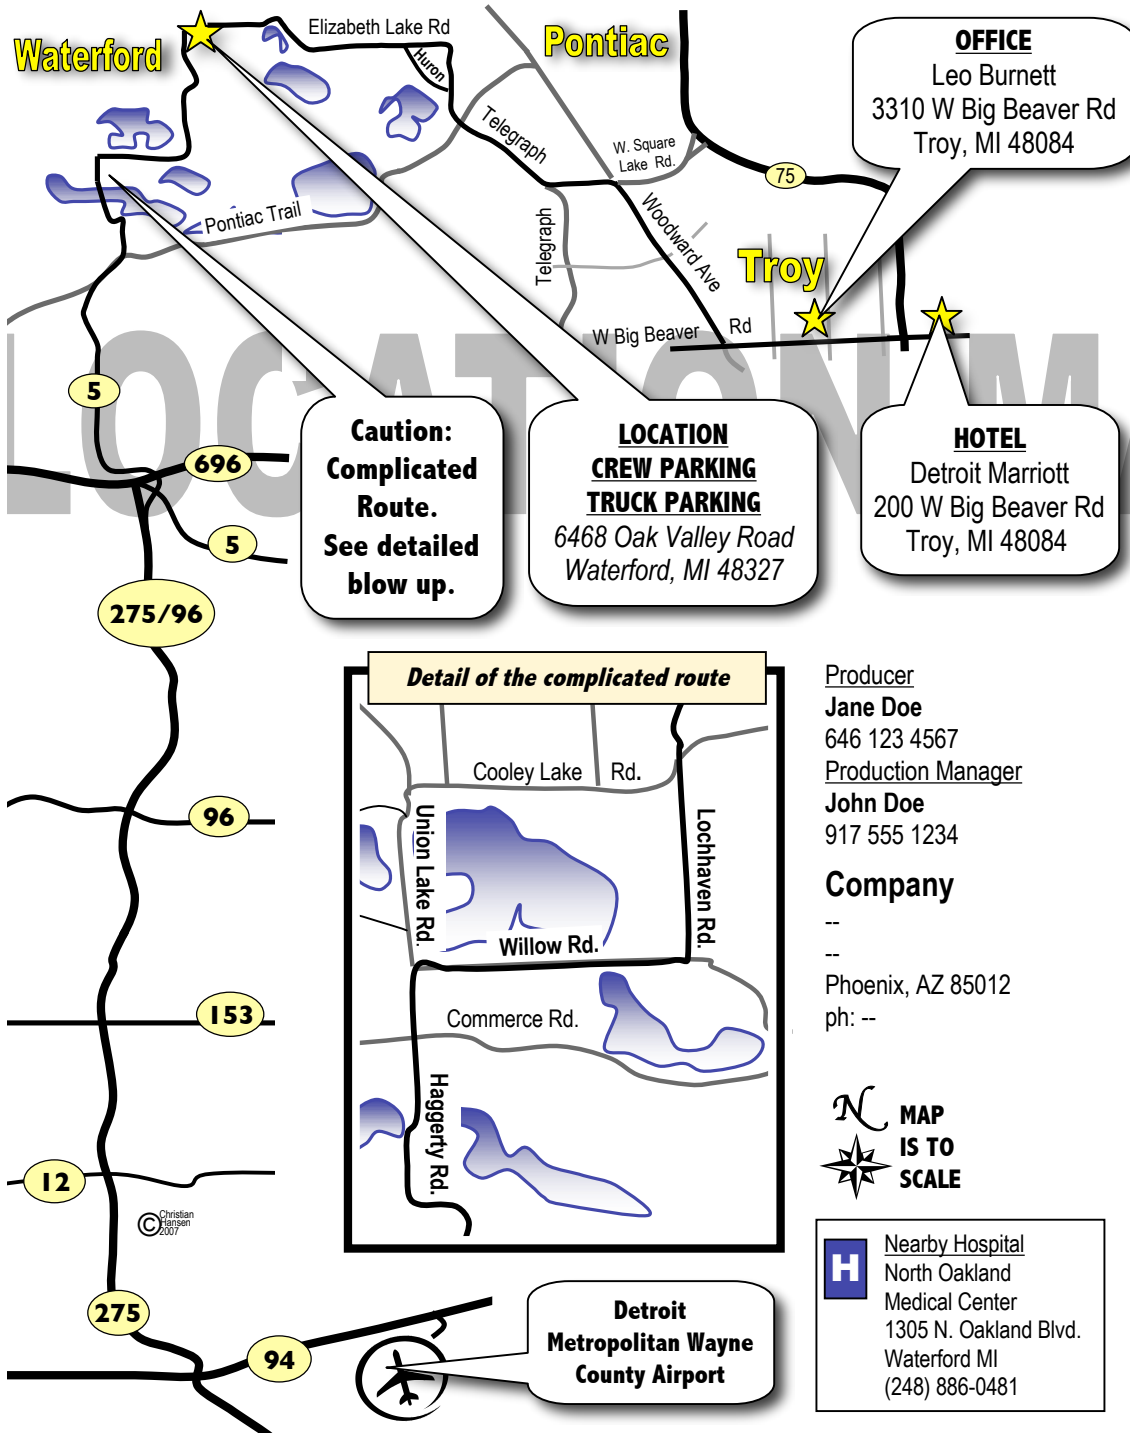 Elizabeth Lake Rd
Waterford
Pontiac
Huron
OFFICE
Leo Burnett
3310 W Big Beaver Rd
Troy, MI 48084
Telegraph
W. Square
Lake Rd.
75
Pontiac Trail
Woodward Ave
Telegraph
Troy
W Big Beaver Rd
LOCATION M
5
696
5
275/96
Caution:
Complicated
Route.
See detailed
blow up.
LOCATION
CREW PARKING
TRUCK PARKING
6468 Oak Valley Road
Waterford, MI 48327
HOTEL
Detroit Marriott
200 W Big Beaver Rd
Troy, MI 48084
Detail of the complicated route
Cooley Lake Rd.
Union Lake Rd.
Lochhaven Rd.
Willow Rd.
Commerce Rd.
Haggerty Rd.
Producer
Jane Doe
646 123 4567
Production Manager
John Doe
917 555 1234
Company
--
--
Phoenix, AZ 85012
ph: --
96
153
12
N
MAP
IS TO
SCALE
© Christian
Hansen
2007
275
94
Detroit
Metropolitan Wayne
County Airport
H
Nearby Hospital
North Oakland
Medical Center
1305 N. Oakland Blvd.
Waterford MI
(248) 886-0481